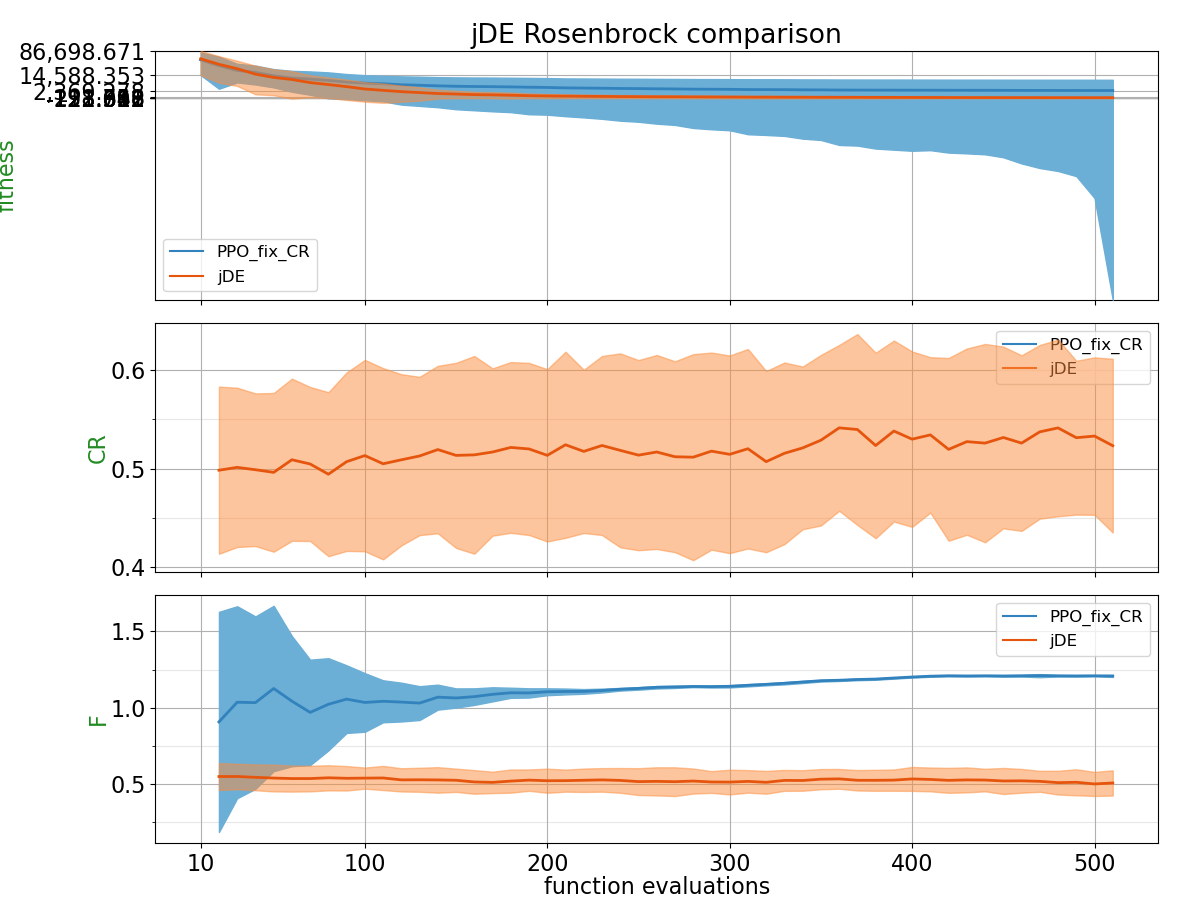 jDE Rosenbrock comparison
86,698.671
14,588.353
fitness
PPO_fix_CR
jDE
0.6
0.5
0.4
CR
PPO_fix_CR
jDE
1.5
1.0
0.5
F
PPO_fix_CR
jDE
10 100 200 300 400 500
function evaluations